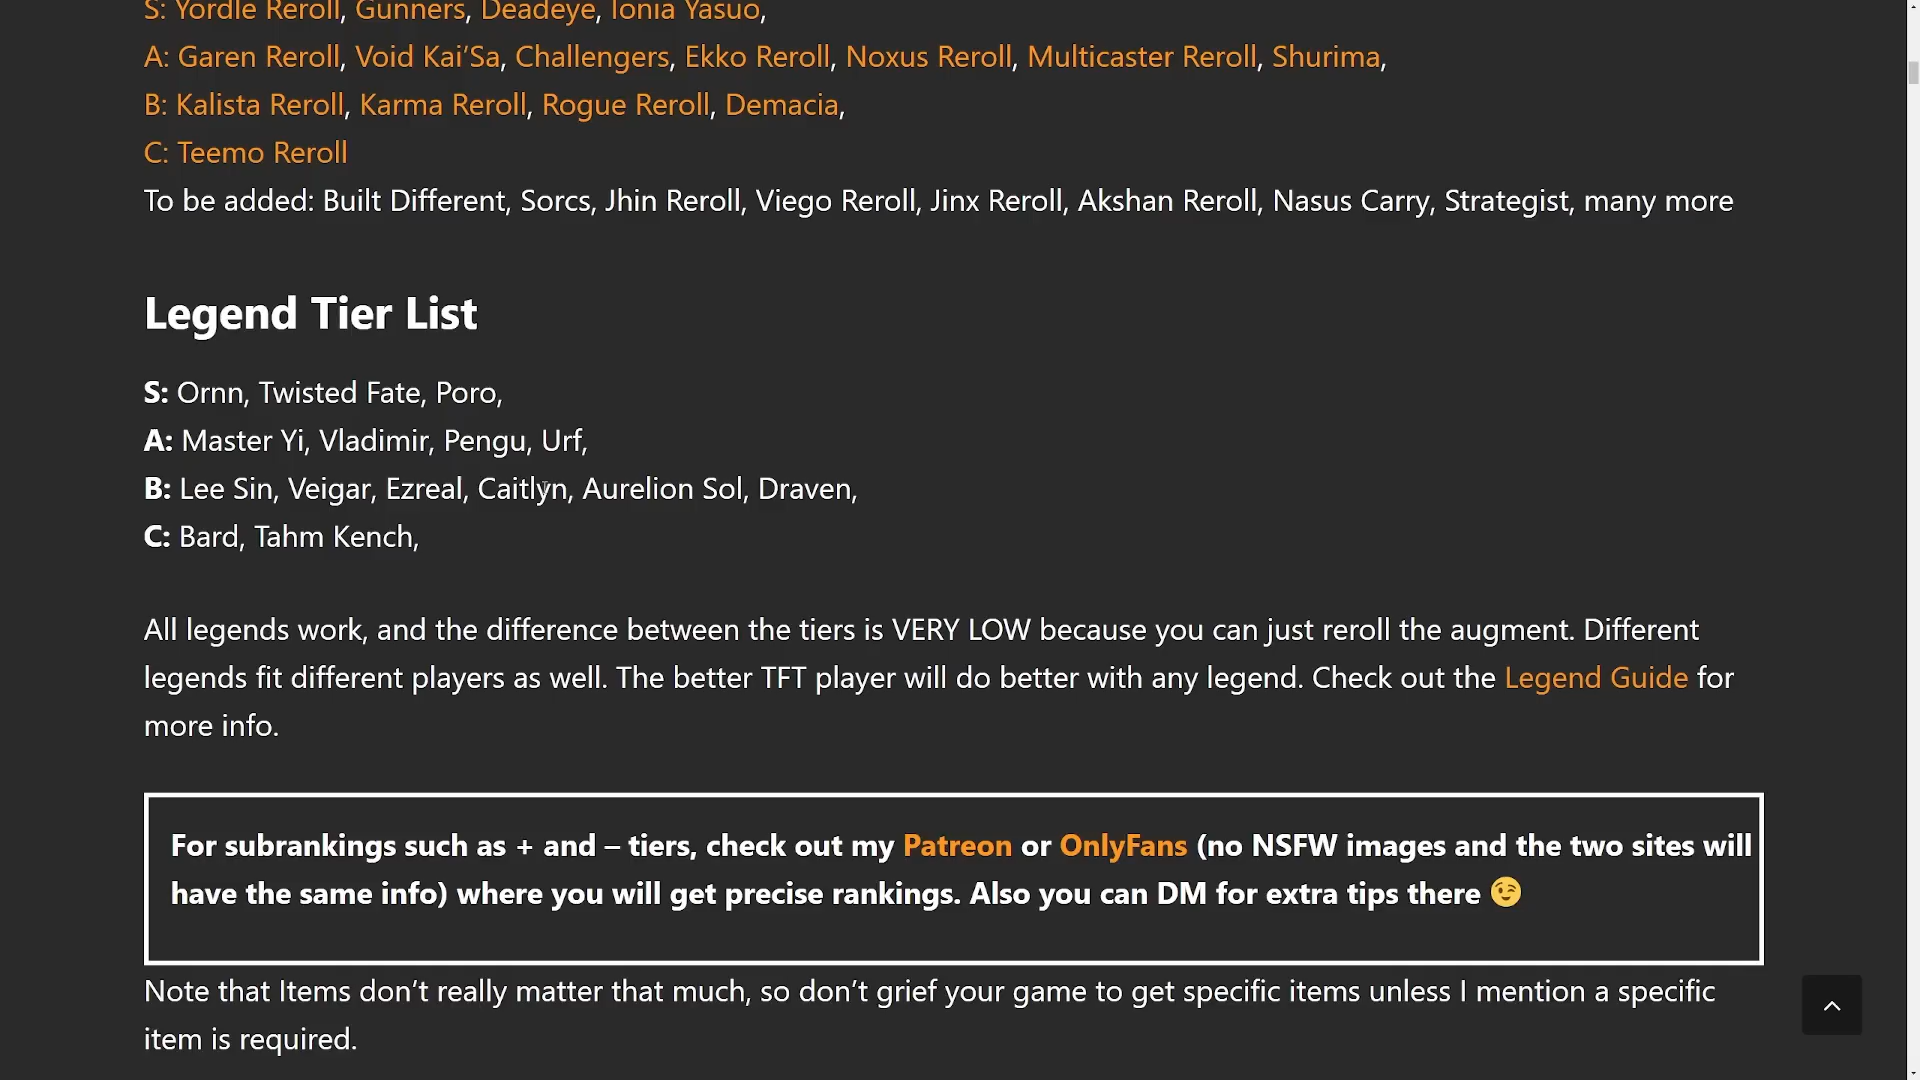 S: Yordle Reroll, Gunners, Deadeye, Ionia Yasuo,
A: Garen Reroll, Void Kai’Sa, Challengers, Ekko Reroll, Noxus Reroll, Multicaster Reroll, Shurima,
B: Kalista Reroll, Karma Reroll, Rogue Reroll, Demacia,
C: Teemo Reroll
To be added: Built Different, Sorcs, Jhin Reroll, Viego Reroll, Jinx Reroll, Akshan Reroll, Nasus Carry, Strategist, many more
Legend Tier List
S: Ornn, Twisted Fate, Poro,
A: Master Yi, Vladimir, Pengu, Urf,
B: Lee Sin, Veigar, Ezreal, Caitlyn, Aurelion Sol, Draven,
C: Bard, Tahm Kench,
All legends work, and the difference between the tiers is VERY LOW because you can just reroll the augment. Different
legends fit different players as well. The better TFT player will do better with any legend. Check out the Legend Guide for
more info.
For subrankings such as + and – tiers, check out my Patreon or OnlyFans (no NSFW images and the two sites will
have the same info) where you will get precise rankings. Also you can DM for extra tips there 😉
Note that Items don’t really matter that much, so don’t grief your game to get specific items unless I mention a specific
item is required.